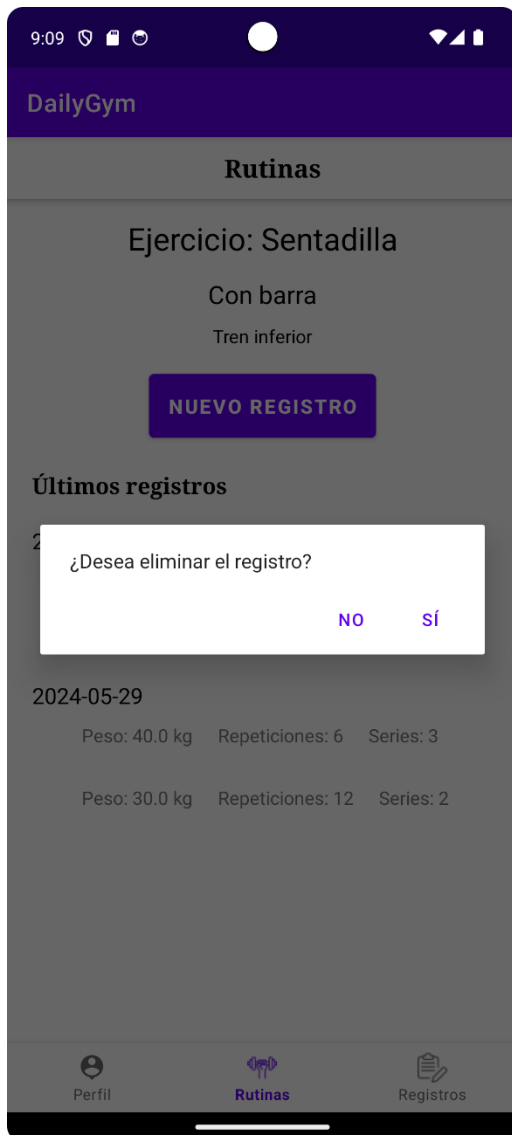 9:09
DailyGym
Rutinas
Ejercicio: Sentadilla
Con barra
Tren inferior
NUEVO REGISTRO
Últimos registros
¿Desea eliminar el registro?
NO SÍ
2024-05-29
Peso: 40.0 kg Repeticiones: 6 Series: 3
Peso: 30.0 kg Repeticiones: 12 Series: 2
Perfil Rutinas Registros